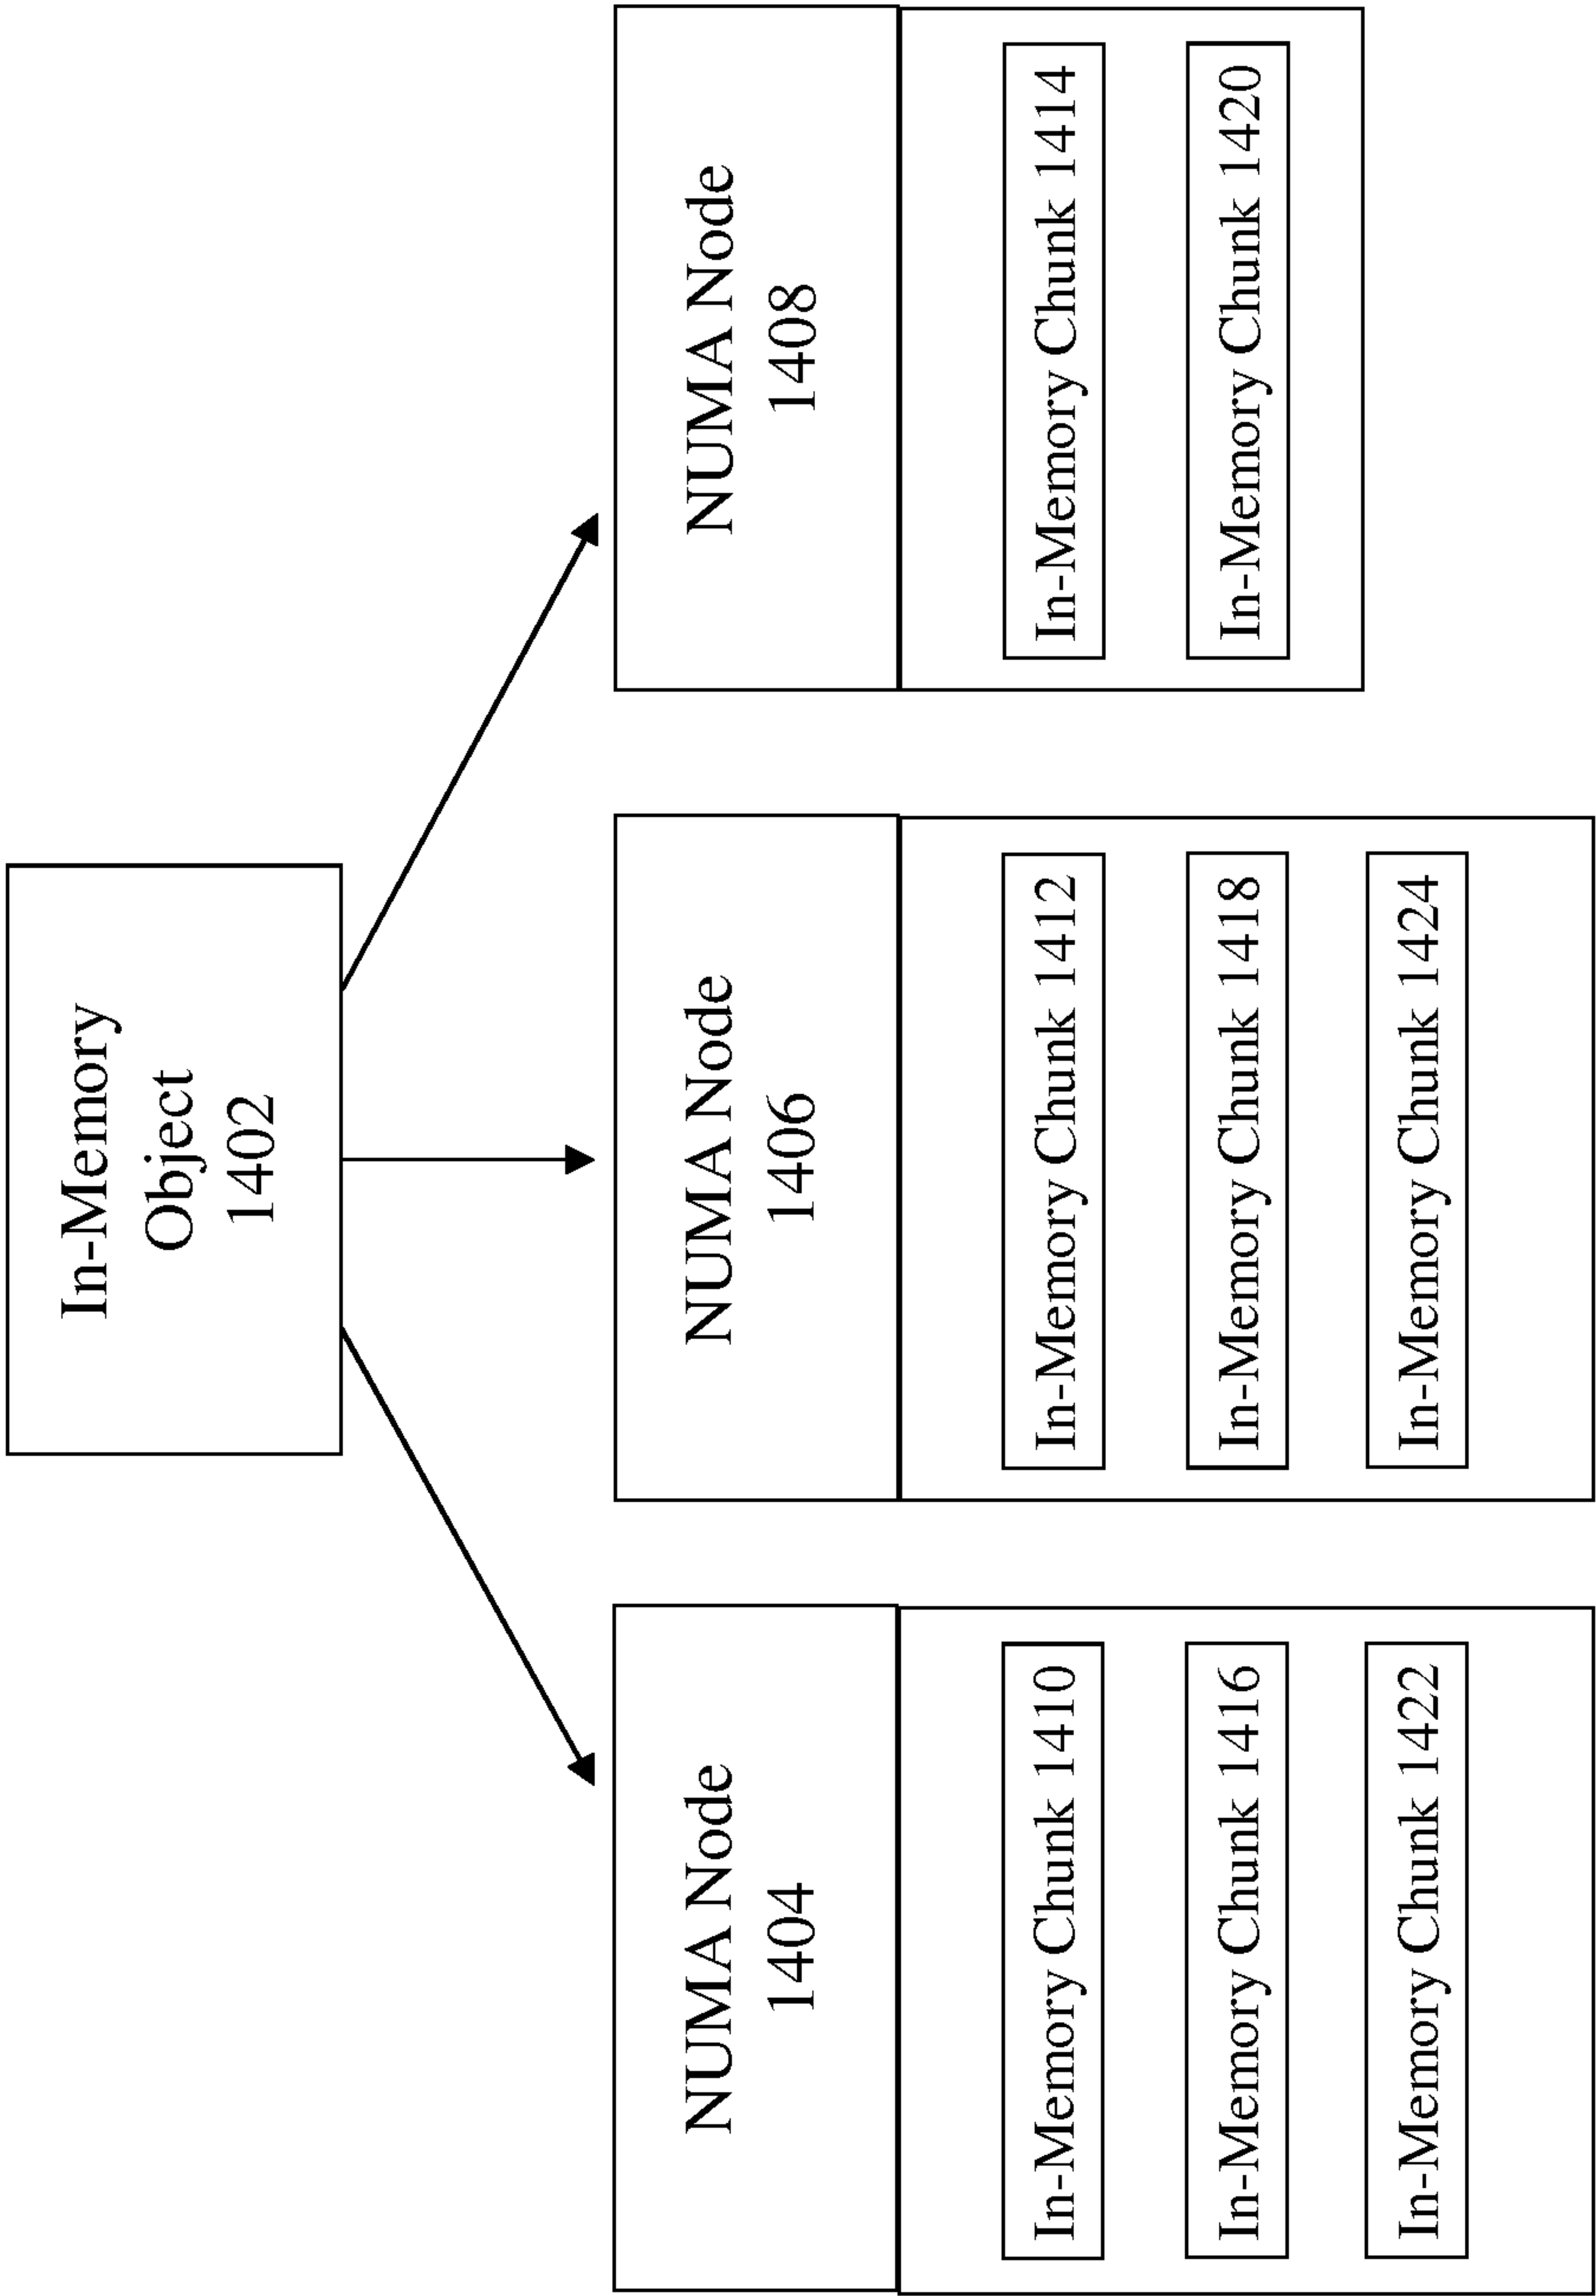 In-Memory
Object
1402
NUMA Node
1404
In-Memory Chunk 1410
In-Memory Chunk 1416
In-Memory Chunk 1422
NUMA Node
1406
In-Memory Chunk 1412
In-Memory Chunk 1418
In-Memory Chunk 1424
NUMA Node
1408
In-Memory Chunk 1414
In-Memory Chunk 1420